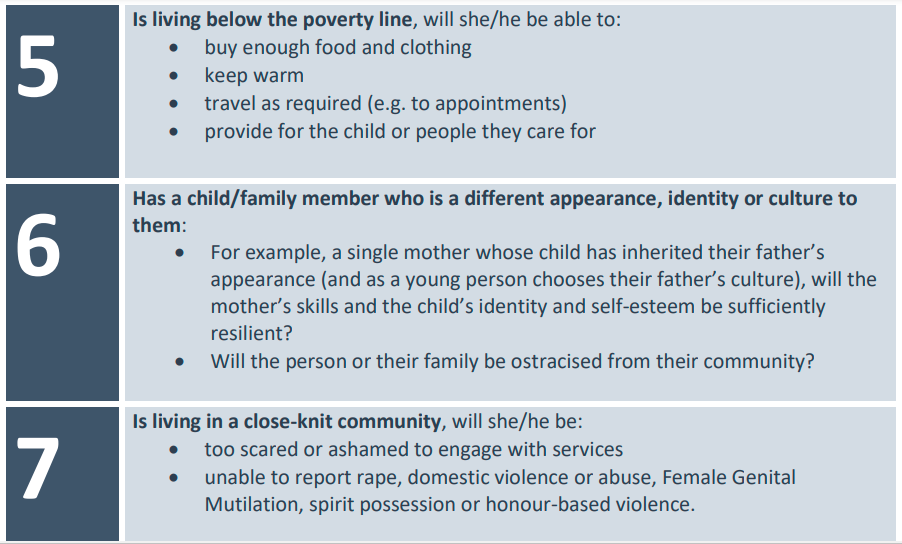 5
Is living below the poverty line, will she/he be able to:
• buy enough food and clothing
• keep warm
• travel as required (e.g. to appointments)
• provide for the child or people they care for
6
Has a child/family member who is a different appearance, identity or culture to
them:
• For example, a single mother whose child has inherited their father's
appearance (and as a young person chooses their father's culture), will the
mother's skills and the child's identity and self-esteem be sufficiently
resilient?
• Will the person or their family be ostracised from their community?
7
Is living in a close-knit community, will she/he be:
• too scared or ashamed to engage with services
• unable to report rape, domestic violence or abuse, Female Genital
Mutilation, spirit possession or honour-based violence.